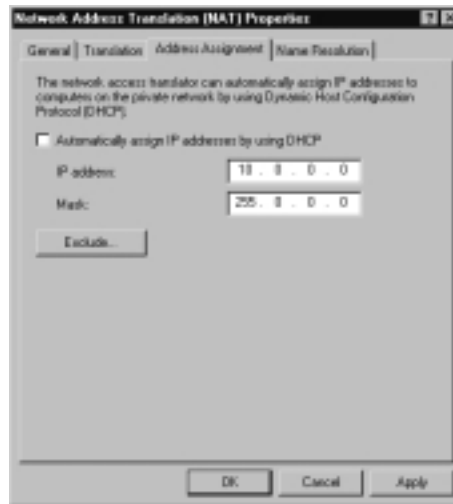 Network Address Translation (NAT) Properties
General Translation Address Assignment Name Resolution
The network access translator can automatically assign IP addresses to
computers on the private network by using Dynamic Host Configuration
Protocol (DHCP).
Automatically assign IP addresses by using DHCP
IP address: 10 . 0 . 0 . 0
Mask: 255 . 0 . 0 . 0
Exclude...
OK Cancel Apply